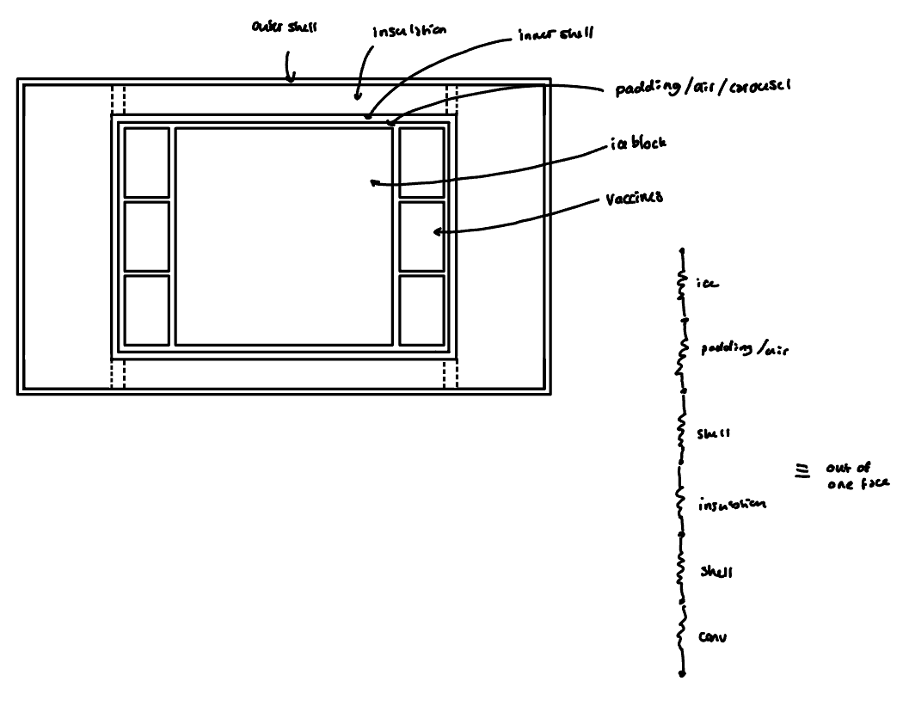 outer shell
insulation
inner shell
padding/air/carousel
ice block
vaccines
ice
padding/air
shell
insulation
shell
conv
≡ out of
one face